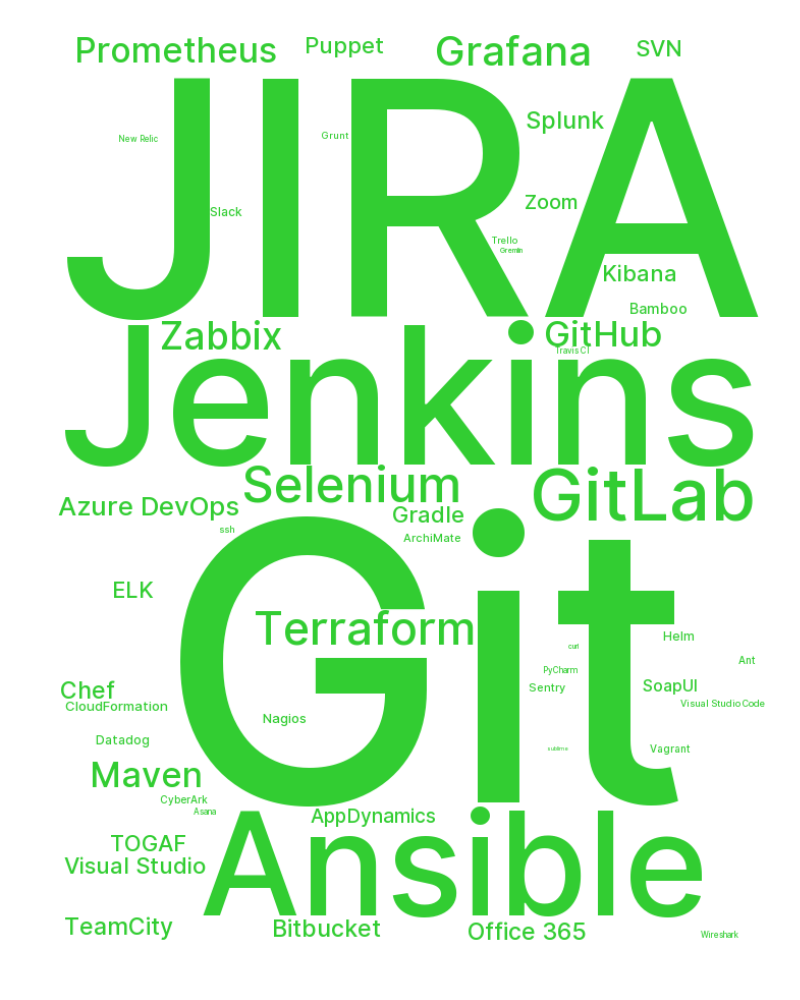 Prometheus
Puppet
Grafana
SVN
JIRA
Splunk
New Relic
Grunt
Zoom
Slack
Trello
Gremlin
Kibana
Bamboo
Zabbix
GitHub
Travis CI
Jenkins
Selenium
GitLab
Azure DevOps
Gradle
ssh
ArchiMate
Git
ELK
Terraform
Helm
curl
Ant
PyCharm
Sentry
SoapUI
Chef
CloudFormation
Visual Studio Code
Nagios
Datadog
sublime
Vagrant
Maven
CyberArk
Asana
AppDynamics
Ansible
TOGAF
Visual Studio
TeamCity
Bitbucket
Office 365
Wireshark